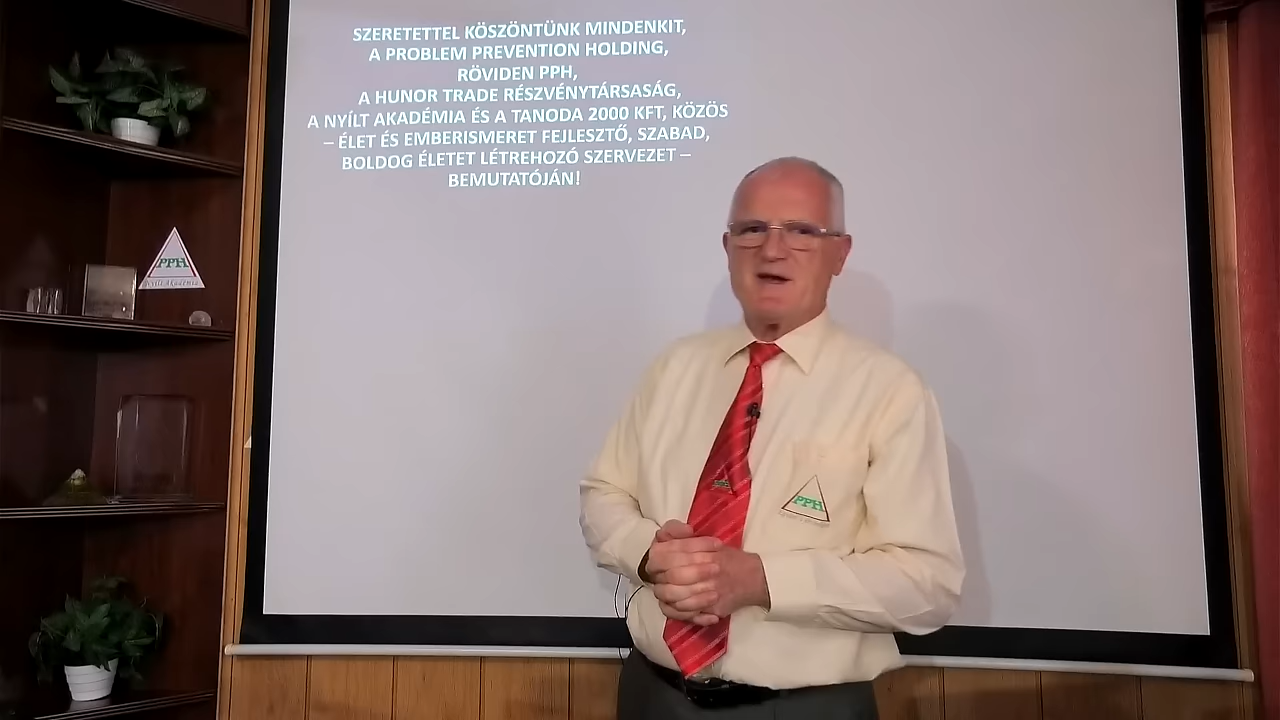 SZERETETTEL KÖSZÖNTÜNK MINDENKIT,
A PROBLEM PREVENTION HOLDING,
RÖVIDEN PPH,
A HUNOR TRADE RÉSZVÉNYTÁRSASÁG,
A NYÍLT AKADÉMIA ÉS A TANODA 2000 KFT, KÖZÖS
– ÉLET ÉS EMBERISMERET FEJLESZTŐ, SZABAD,
BOLDOG ÉLETET LÉTREHOZÓ SZERVEZET –
BEMUTATÓJÁN!
PPH
Nyílt Akadémia
PPH